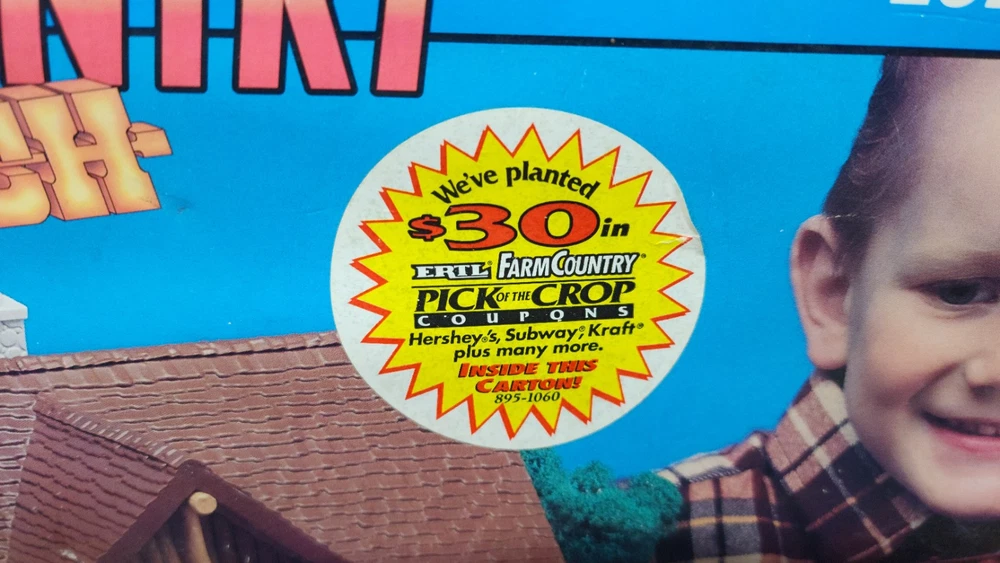 We've planted
$30 in
ERTL® FARM COUNTRY®
PICK OF THE CROP
COUPONS
Hershey®s, Subway®, Kraft®
plus many more.
INSIDE THIS
CARTON!
895-1060